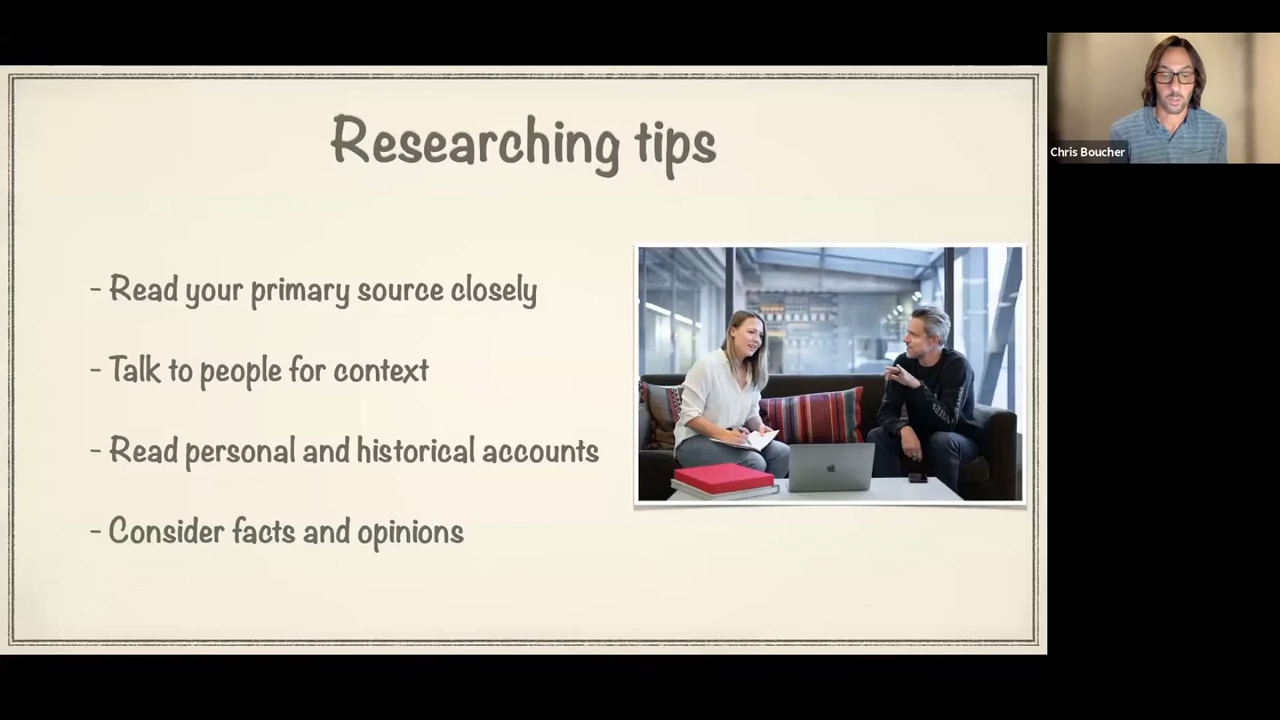 Researching tips
- Read your primary source closely
- Talk to people for context
- Read personal and historical accounts
- Consider facts and opinions
Chris Boucher